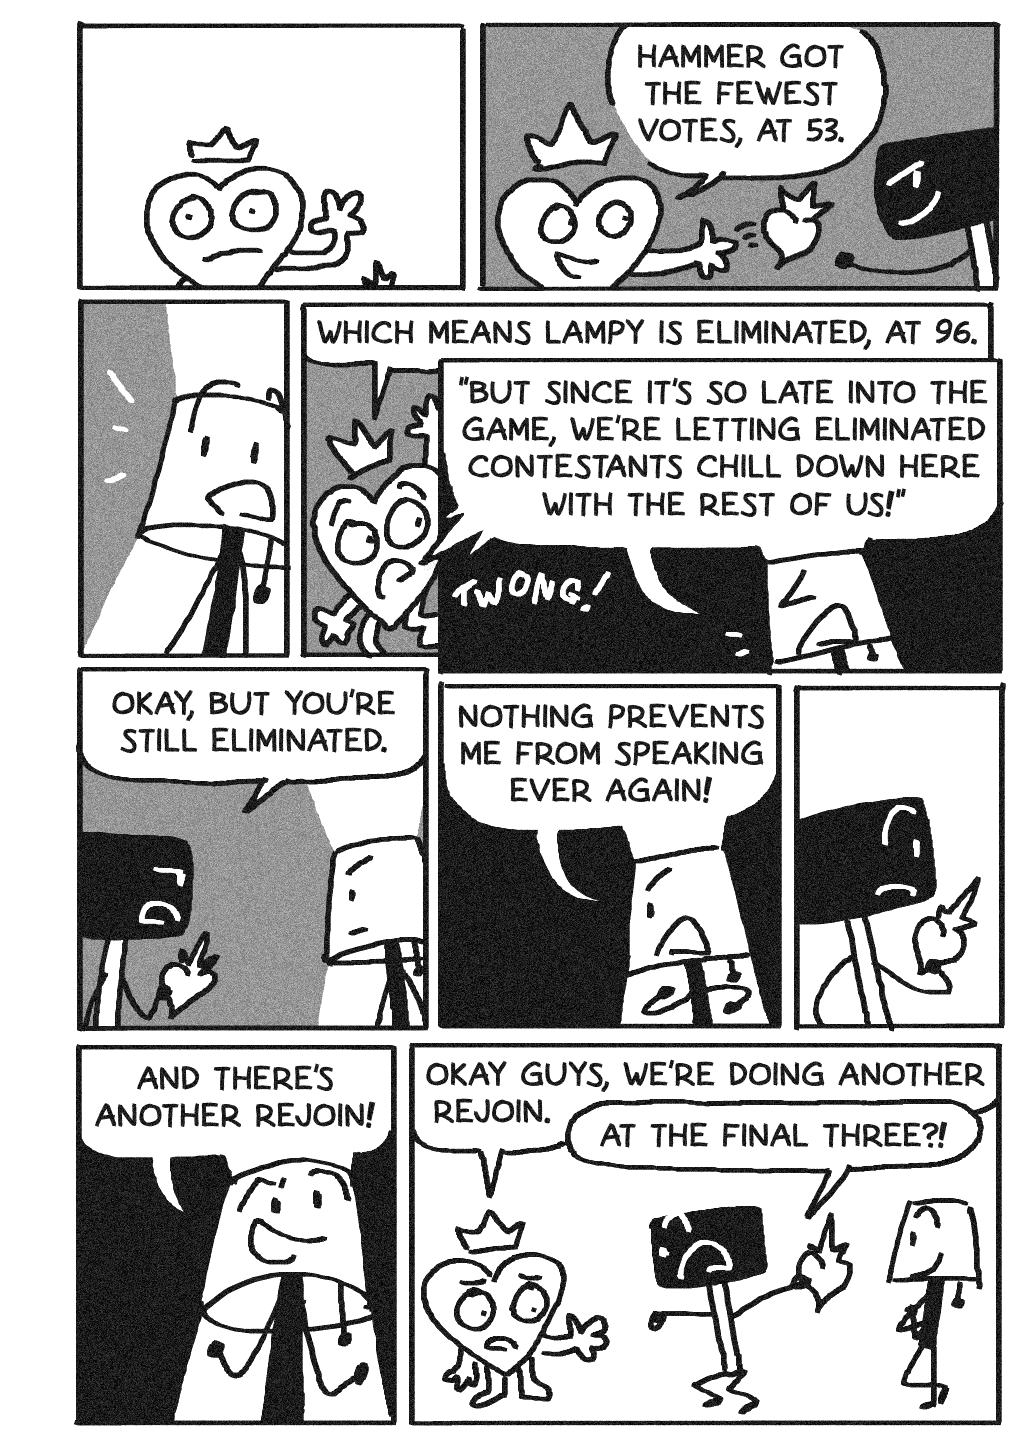 HAMMER GOT
THE FEWEST
VOTES, AT 53.
WHICH MEANS LAMPY IS ELIMINATED, AT 96.
"BUT SINCE IT'S SO LATE INTO THE
GAME, WE'RE LETTING ELIMINATED
CONTESTANTS CHILL DOWN HERE
WITH THE REST OF US!"
TWONG!
OKAY, BUT YOU'RE
STILL ELIMINATED.
NOTHING PREVENTS
ME FROM SPEAKING
EVER AGAIN!
AND THERE'S
ANOTHER REJOIN!
OKAY GUYS, WE'RE DOING ANOTHER
REJOIN.
AT THE FINAL THREE?!